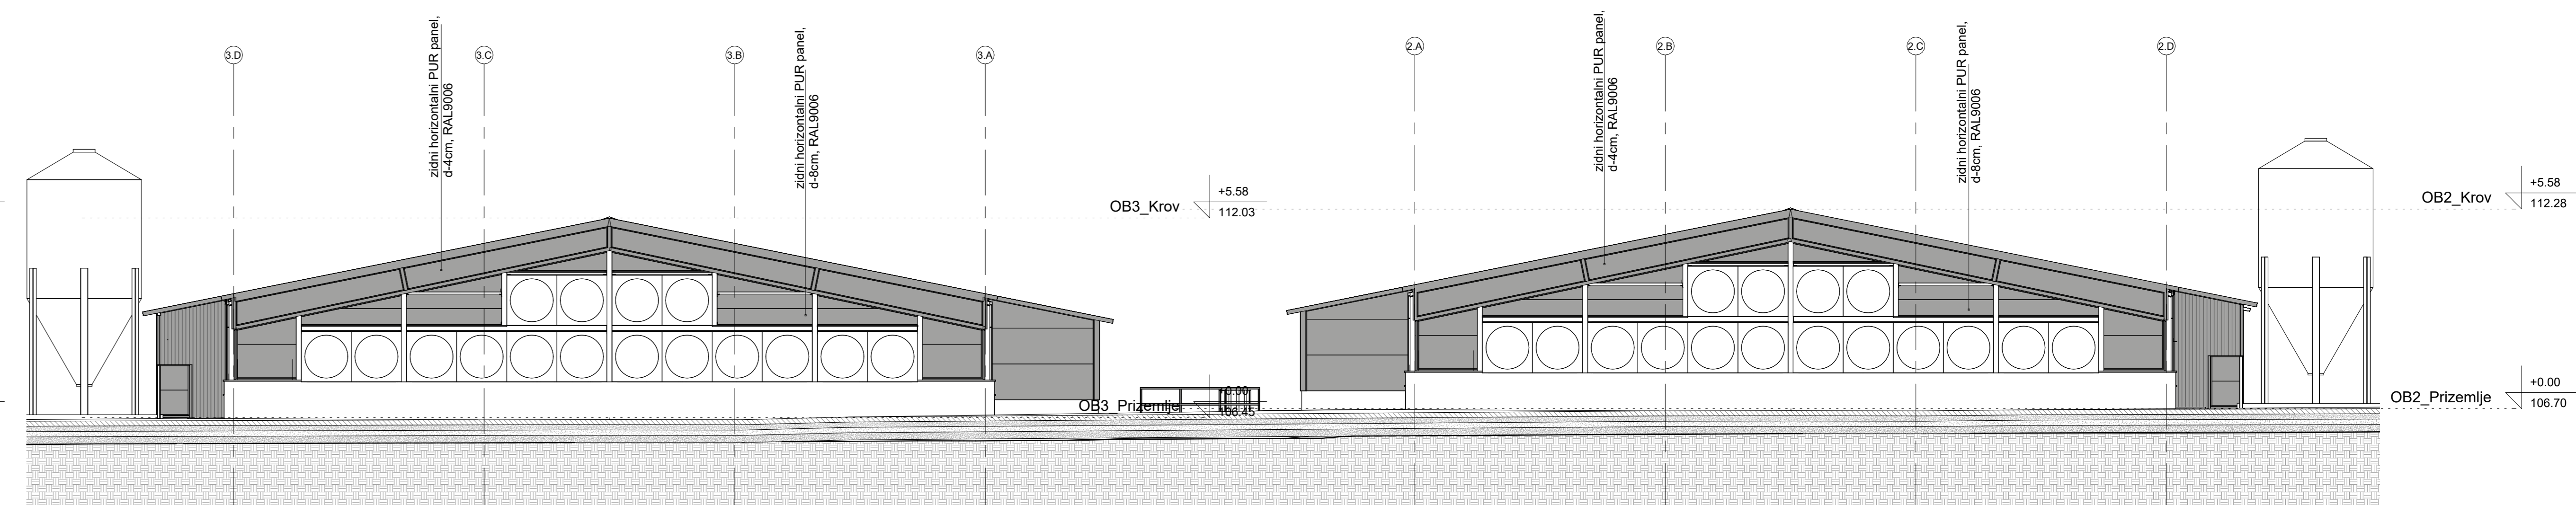 3.D
3.C
3.B
3.A
2.A
2.B
2.C
2.D
zidni horizontalni PUR panel,
d-4cm, RAL9006
zidni horizontalni PUR panel,
d-8cm, RAL9006
zidni horizontalni PUR panel,
d-4cm, RAL9006
zidni horizontalni PUR panel,
d-8cm, RAL9006
OB3_Krov
+5.58
112.03
OB2_Krov
+5.58
112.28
OB3_Prizemlje
+0.00
106.45
OB2_Prizemlje
+0.00
106.70